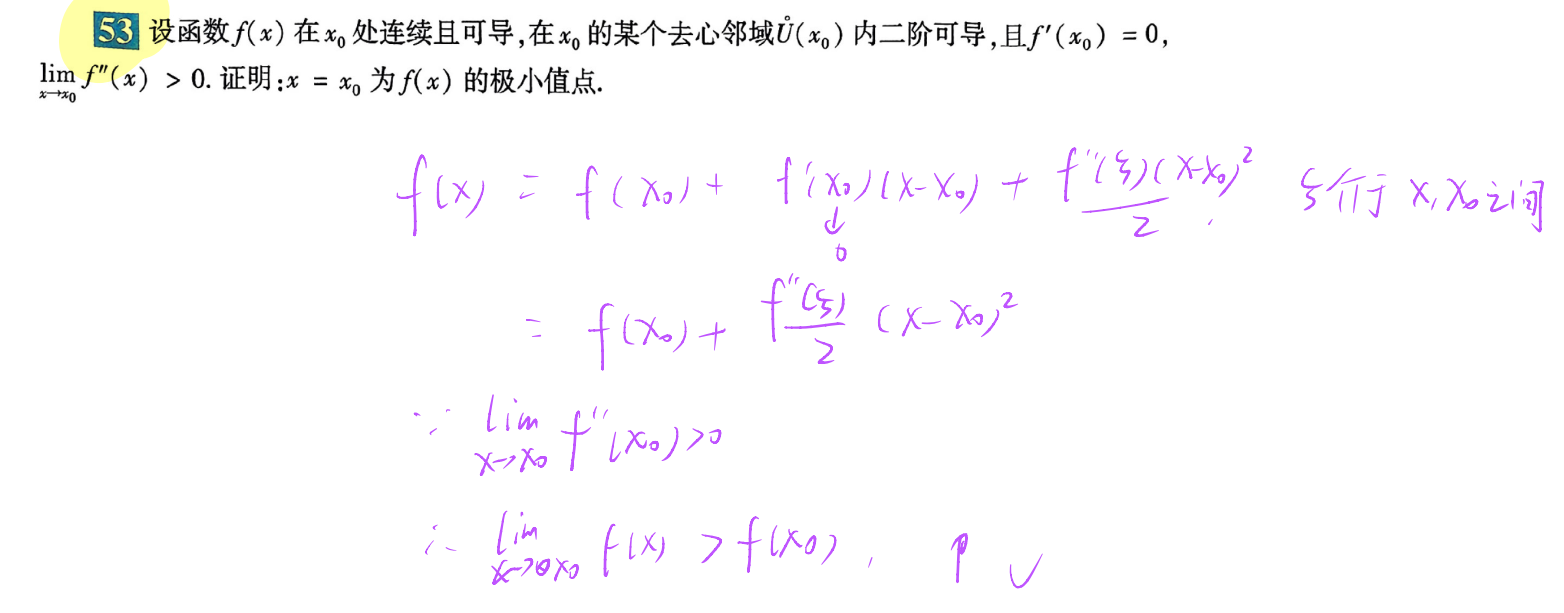 53 设函数f(x)在x₀处连续且可导,在x₀的某个去心邻域Ů(x₀)内二阶可导,且f′(x₀) = 0,
lim_{x→x₀} f″(x) > 0. 证明:x = x₀为f(x)的极小值点.
f(x) = f(x₀) + f′(x₀)(x-x₀) + f″(ξ)(x-x₀)²/2 ξ介于x,x₀之间
↓
0
= f(x₀) + f″(ξ)/2 (x-x₀)²
∵ lim_{x→x₀} f″(x₀)>0
∴ lim_{x→x₀} f(x) > f(x₀),